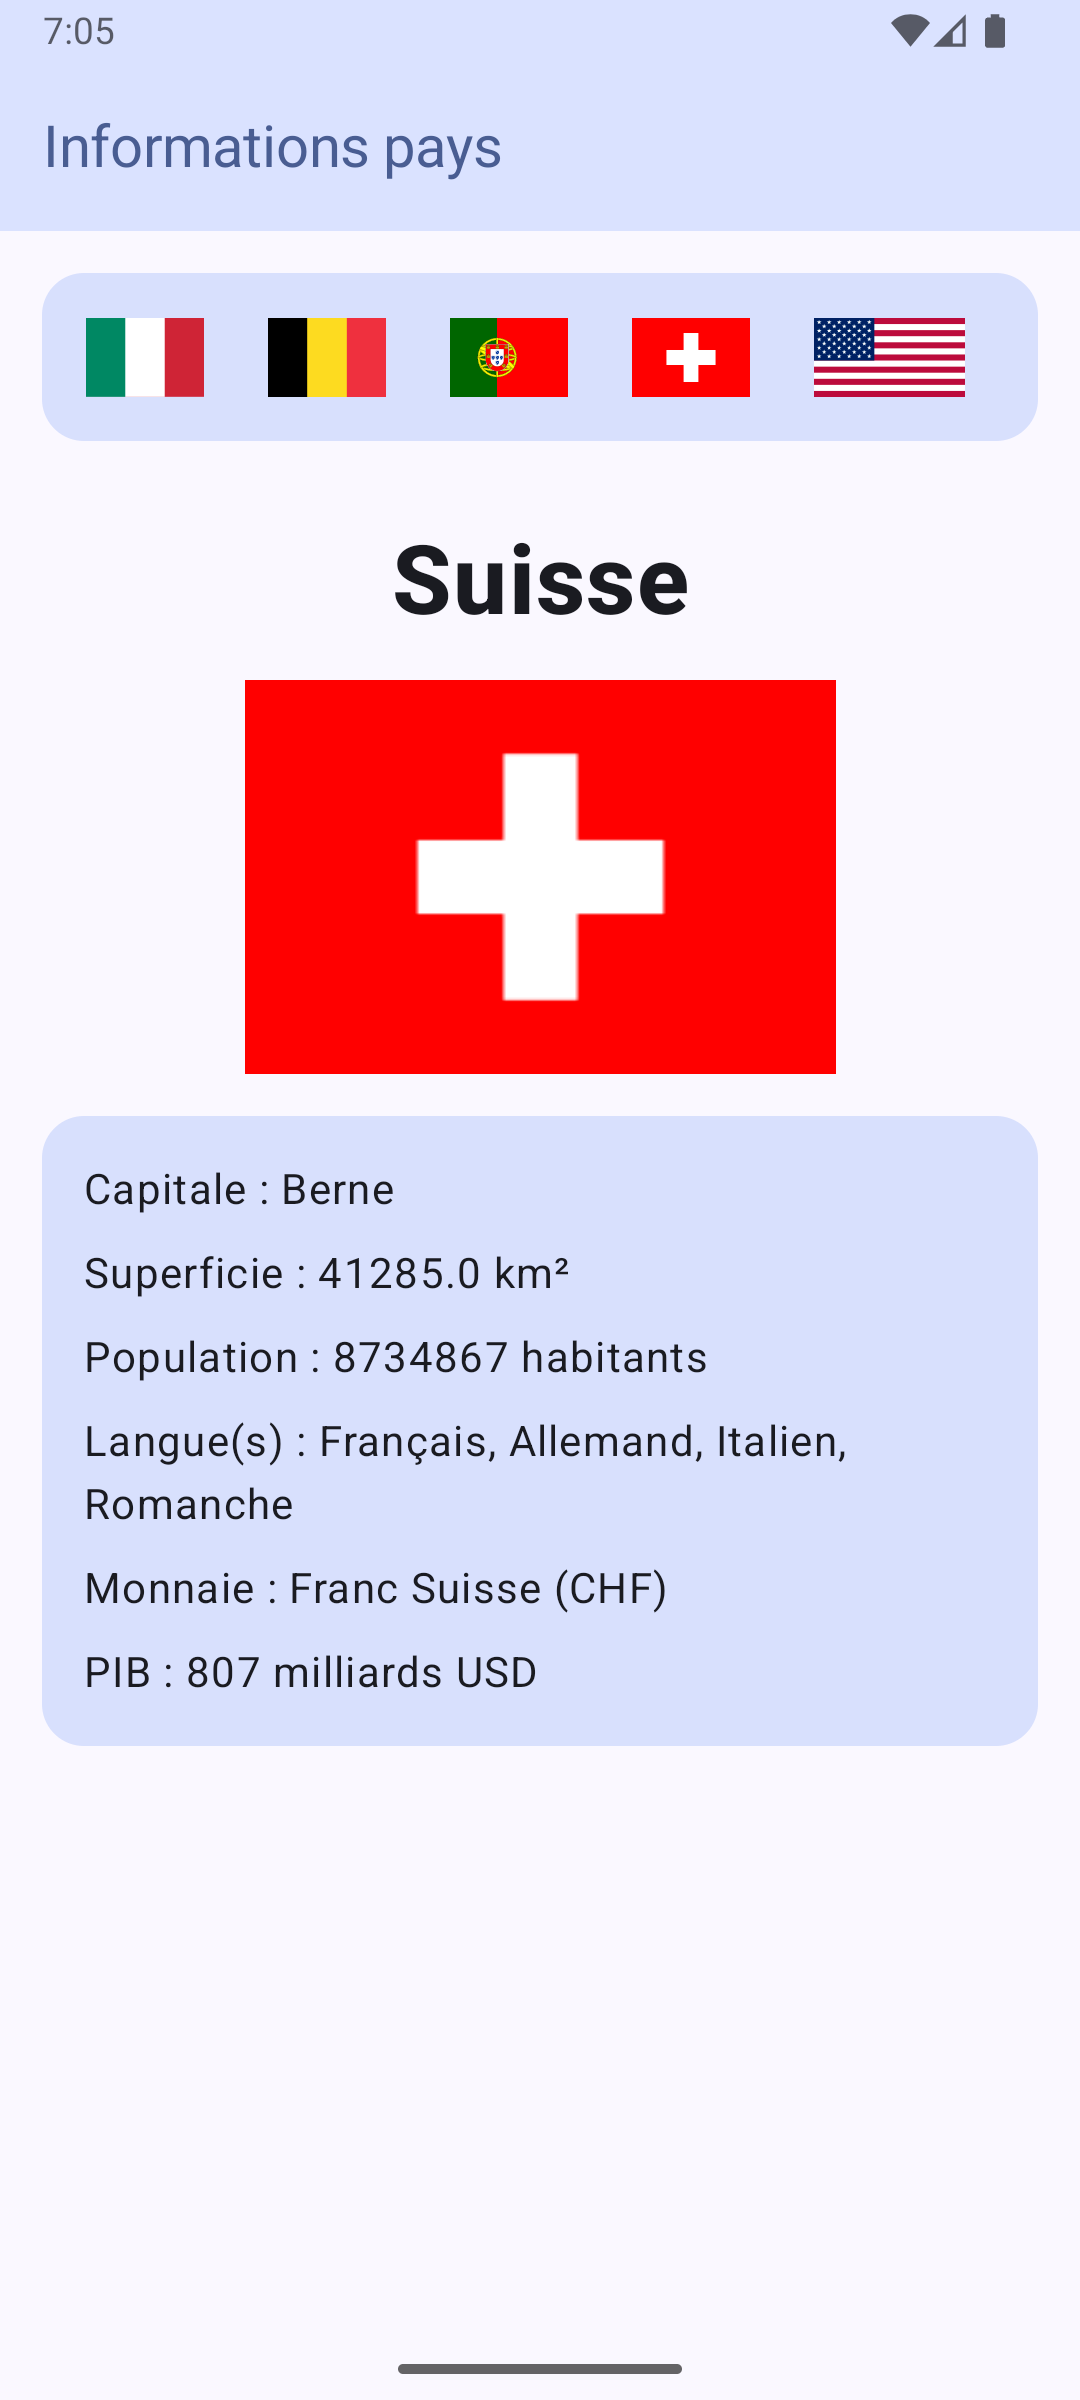 7:05
Informations pays
Suisse
Capitale : Berne
Superficie : 41285.0 km²
Population : 8734867 habitants
Langue(s) : Français, Allemand, Italien,
Romanche
Monnaie : Franc Suisse (CHF)
PIB : 807 milliards USD